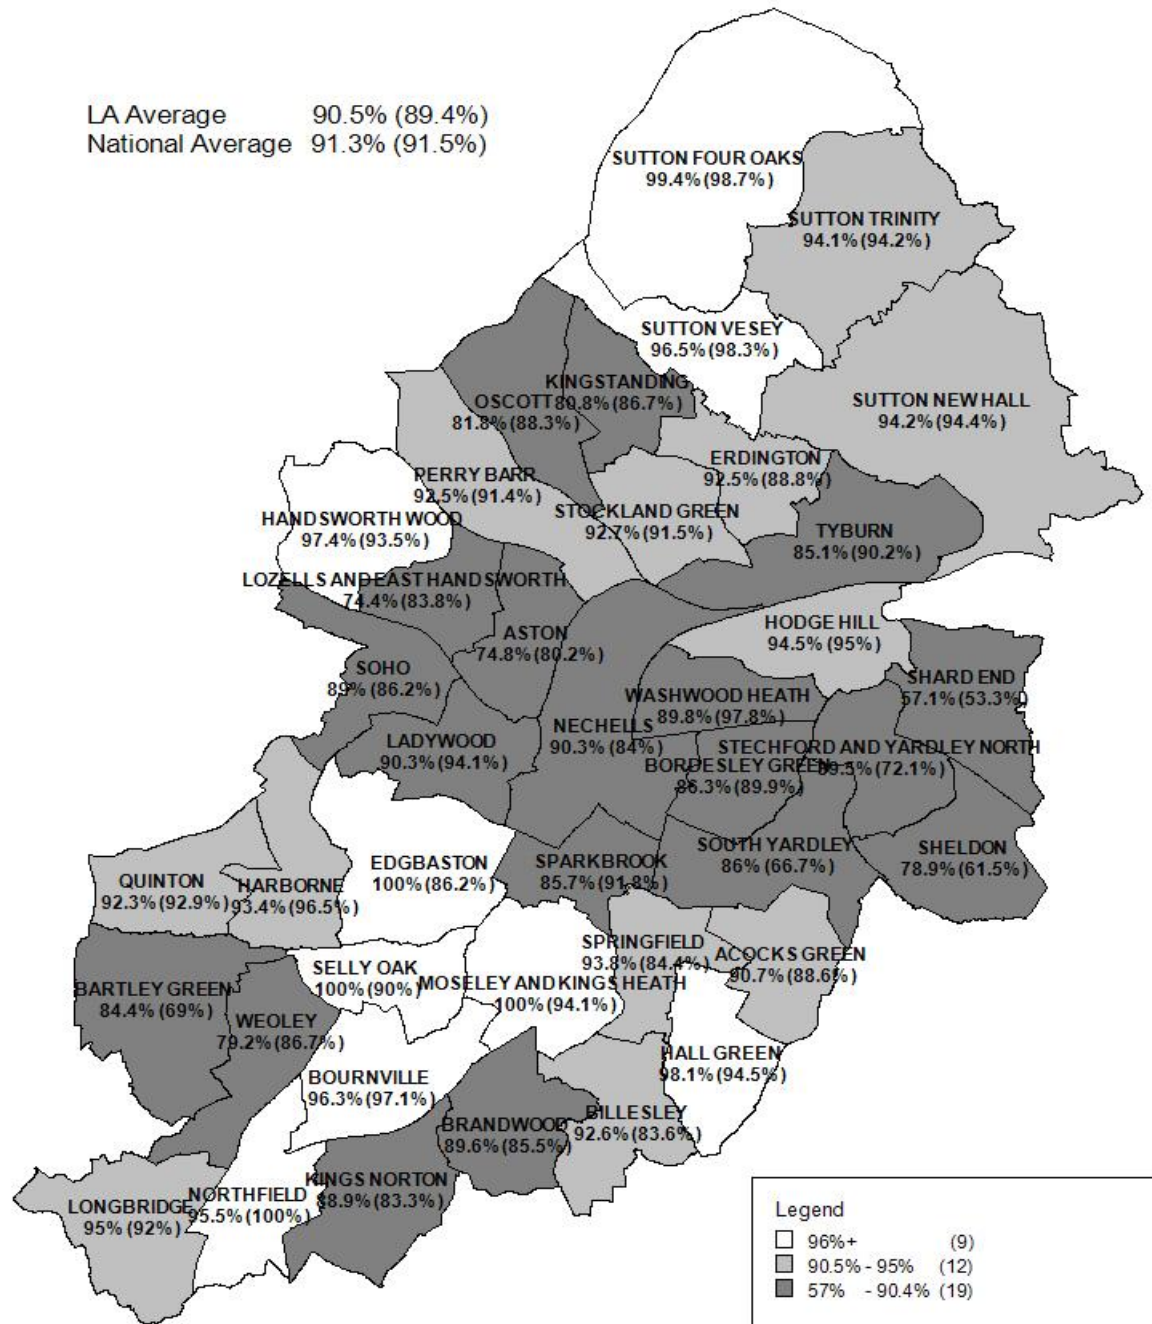 LA Average 90.5% (89.4%)
National Average 91.3% (91.5%)
SUTTON FOUR OAKS
99.4% (98.7%)
SUTTON TRINITY
94.1% (94.2%)
SUTTON VESEY
96.5% (98.3%)
KINGSTANDING
80.8% (86.7%)
OSCOTT
81.8% (88.3%)
SUTTON NEW HALL
94.2% (94.4%)
ERDINGTON
92.5% (88.8%)
PERRY BARR
92.5% (91.4%)
STOCKLAND GREEN
92.7% (91.5%)
HANDSWORTH WOOD
97.4% (93.5%)
TYBURN
85.1% (90.2%)
LOZELLS AND EAST HANDSWORTH
74.4% (83.8%)
HODGE HILL
94.5% (95%)
ASTON
74.8% (80.2%)
SOHO
89% (86.2%)
SHARD END
57.1% (53.3%)
WASHWOOD HEATH
89.8% (97.8%)
NECHELLS
90.3% (84%)
LADYWOOD
90.3% (94.1%)
STECHFORD AND YARDLEY NORTH
(72.1%)
BORDESLEY GREEN
86.3% (89.9%)
SOUTH YARDLEY
86% (66.7%)
SHELDON
78.9% (61.5%)
EDGBASTON
100% (86.2%)
SPARKBROOK
85.7% (91.8%)
QUINTON
92.3% (92.9%)
HARBORNE
93.4% (96.5%)
SPRINGFIELD
93.8% (84.4%)
ACOCKS GREEN
90.7% (88.6%)
SELLY OAK
100% (90%)
MOSELEY AND KINGS HEATH
100% (94.1%)
BARTLEY GREEN
84.4% (69%)
WEOLEY
79.2% (86.7%)
HALL GREEN
98.1% (94.5%)
BOURNVILLE
96.3% (97.1%)
BILLESLEY
92.6% (83.6%)
BRANDWOOD
89.6% (85.5%)
KINGS NORTON
88.9% (83.3%)
NORTHFIELD
95.5% (100%)
LONGBRIDGE
95% (92%)
Legend
96%+ (9)
90.5% - 95% (12)
57% - 90.4% (19)